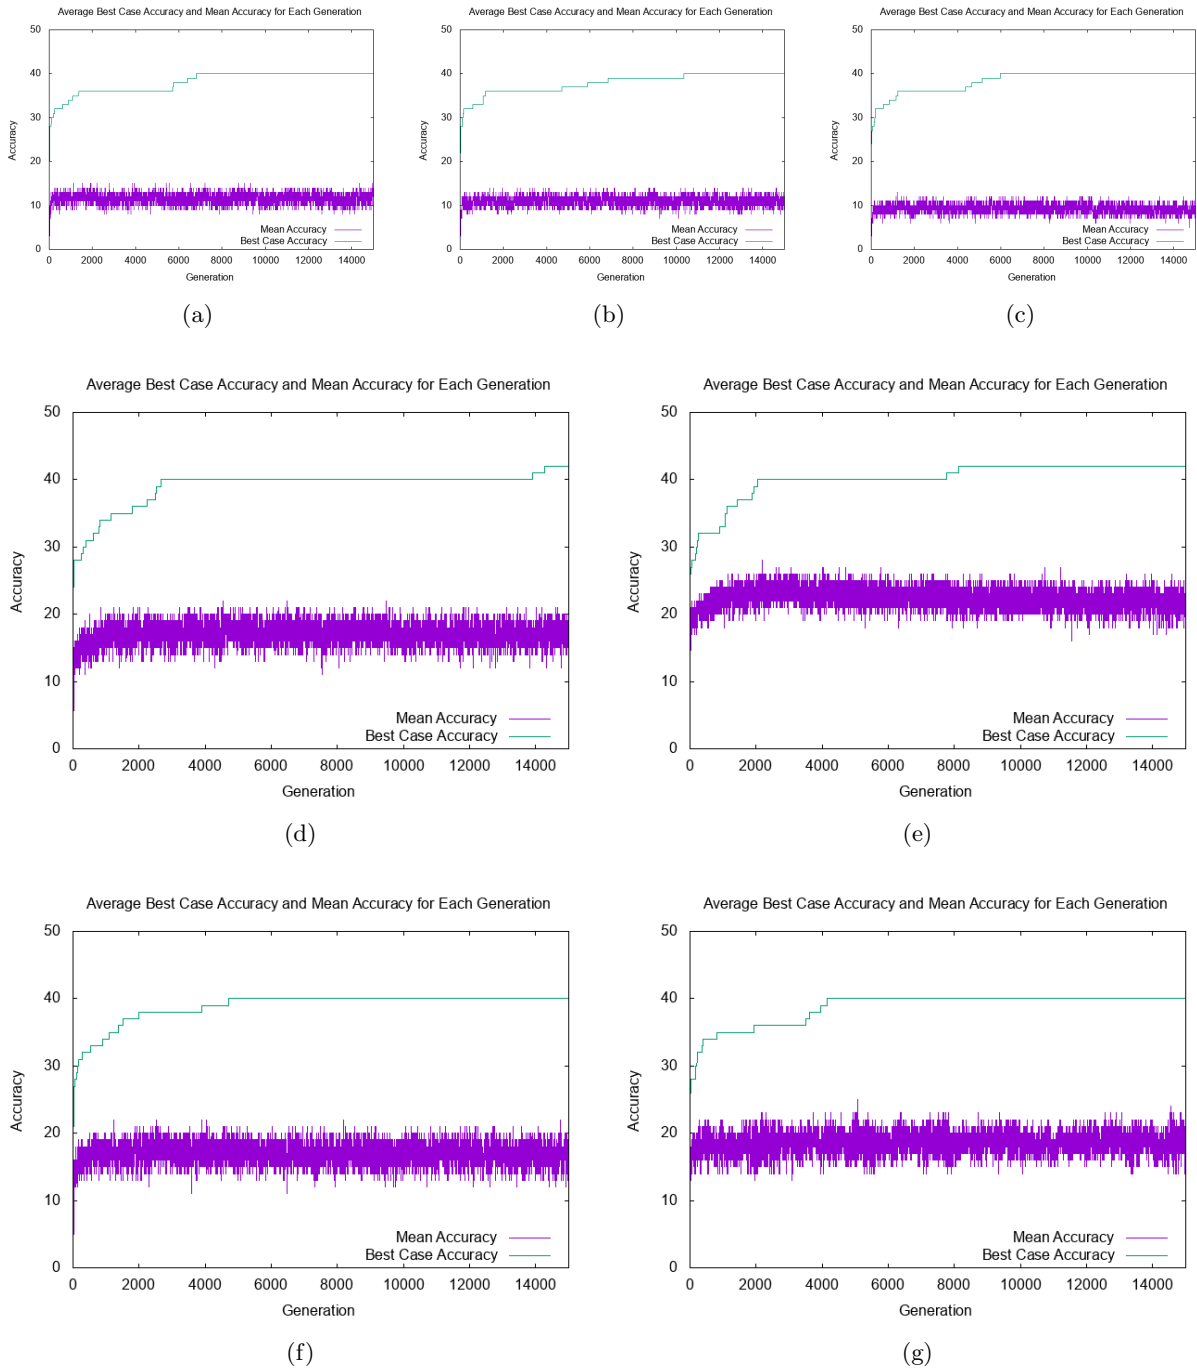 Average Best Case Accuracy and Mean Accuracy for Each Generation
50
40
30
20
10
0
Accuracy
Mean Accuracy
Best Case Accuracy
0 2000 4000 6000 8000 10000 12000 14000
Generation
(a)
Average Best Case Accuracy and Mean Accuracy for Each Generation
50
40
30
20
10
0
Accuracy
Mean Accuracy
Best Case Accuracy
0 2000 4000 6000 8000 10000 12000 14000
Generation
(b)
Average Best Case Accuracy and Mean Accuracy for Each Generation
50
40
30
20
10
0
Accuracy
Mean Accuracy
Best Case Accuracy
0 2000 4000 6000 8000 10000 12000 14000
Generation
(c)
Average Best Case Accuracy and Mean Accuracy for Each Generation
50
40
30
20
10
0
Accuracy
Mean Accuracy
Best Case Accuracy
0 2000 4000 6000 8000 10000 12000 14000
Generation
(d)
Average Best Case Accuracy and Mean Accuracy for Each Generation
50
40
30
20
10
0
Accuracy
Mean Accuracy
Best Case Accuracy
0 2000 4000 6000 8000 10000 12000 14000
Generation
(e)
Average Best Case Accuracy and Mean Accuracy for Each Generation
50
40
30
20
10
0
Accuracy
Mean Accuracy
Best Case Accuracy
0 2000 4000 6000 8000 10000 12000 14000
Generation
(f)
Average Best Case Accuracy and Mean Accuracy for Each Generation
50
40
30
20
10
0
Accuracy
Mean Accuracy
Best Case Accuracy
0 2000 4000 6000 8000 10000 12000 14000
Generation
(g)